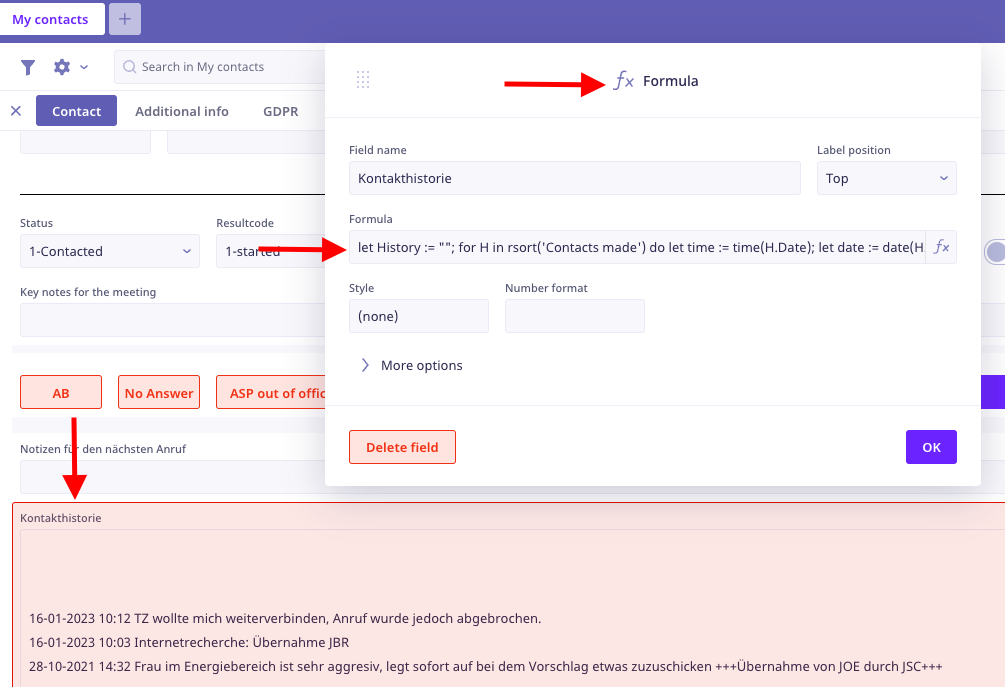 My contacts +
Search in My contacts
Contact Additional info GDPR
fx Formula
Field name Label position
Kontakthistorie Top
Status Resultcode Formula
1-Contacted 1-started let History := ""; for H in rsort('Contacts made') do let time := time(H.Date); let date := date(H. fx
Key notes for the meeting Style Number format
(none)
More options
AB No Answer ASP out of offic
Notizen für den nächsten Anruf Delete field OK
Kontakthistorie
16-01-2023 10:12 TZ wollte mich weiterverbinden, Anruf wurde jedoch abgebrochen.
16-01-2023 10:03 Internetrecherche: Übernahme JBR
28-10-2021 14:32 Frau im Energiebereich ist sehr aggresiv, legt sofort auf bei dem Vorschlag etwas zuzuschicken +++Übernahme von JOE durch JSC+++